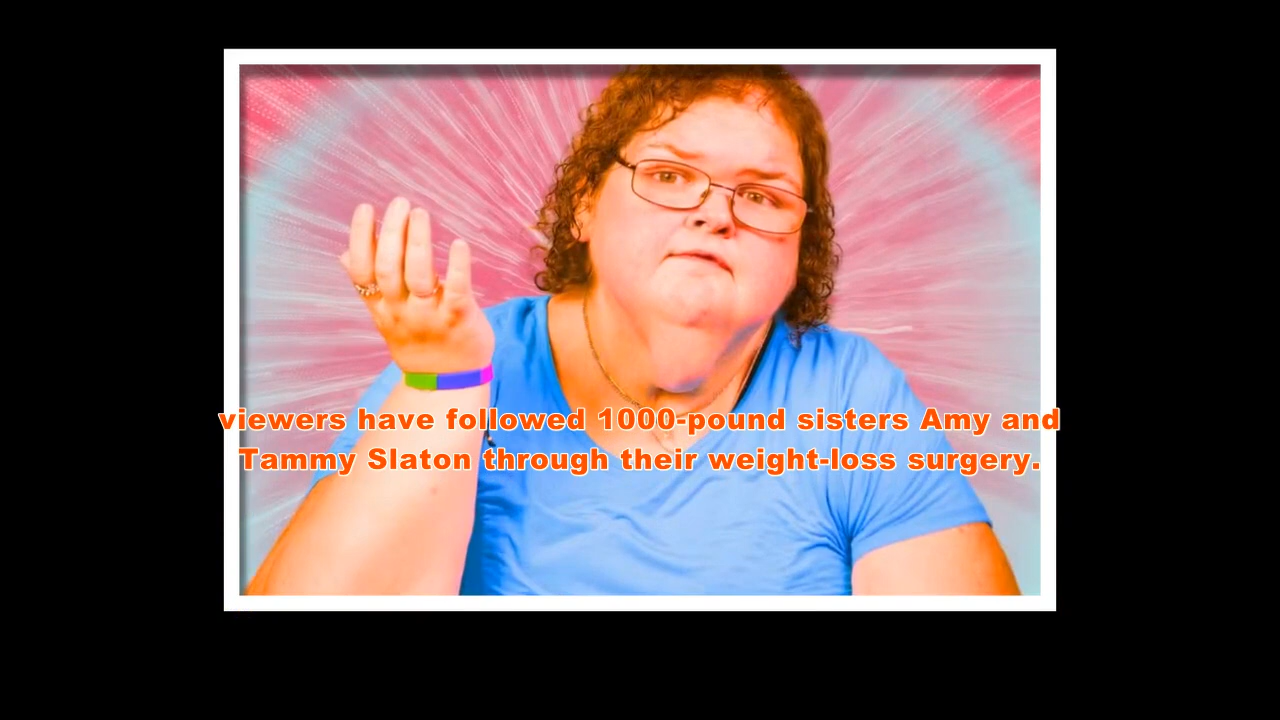 viewers have followed 1000-pound sisters Amy and
Tammy Slaton through their weight-loss surgery.